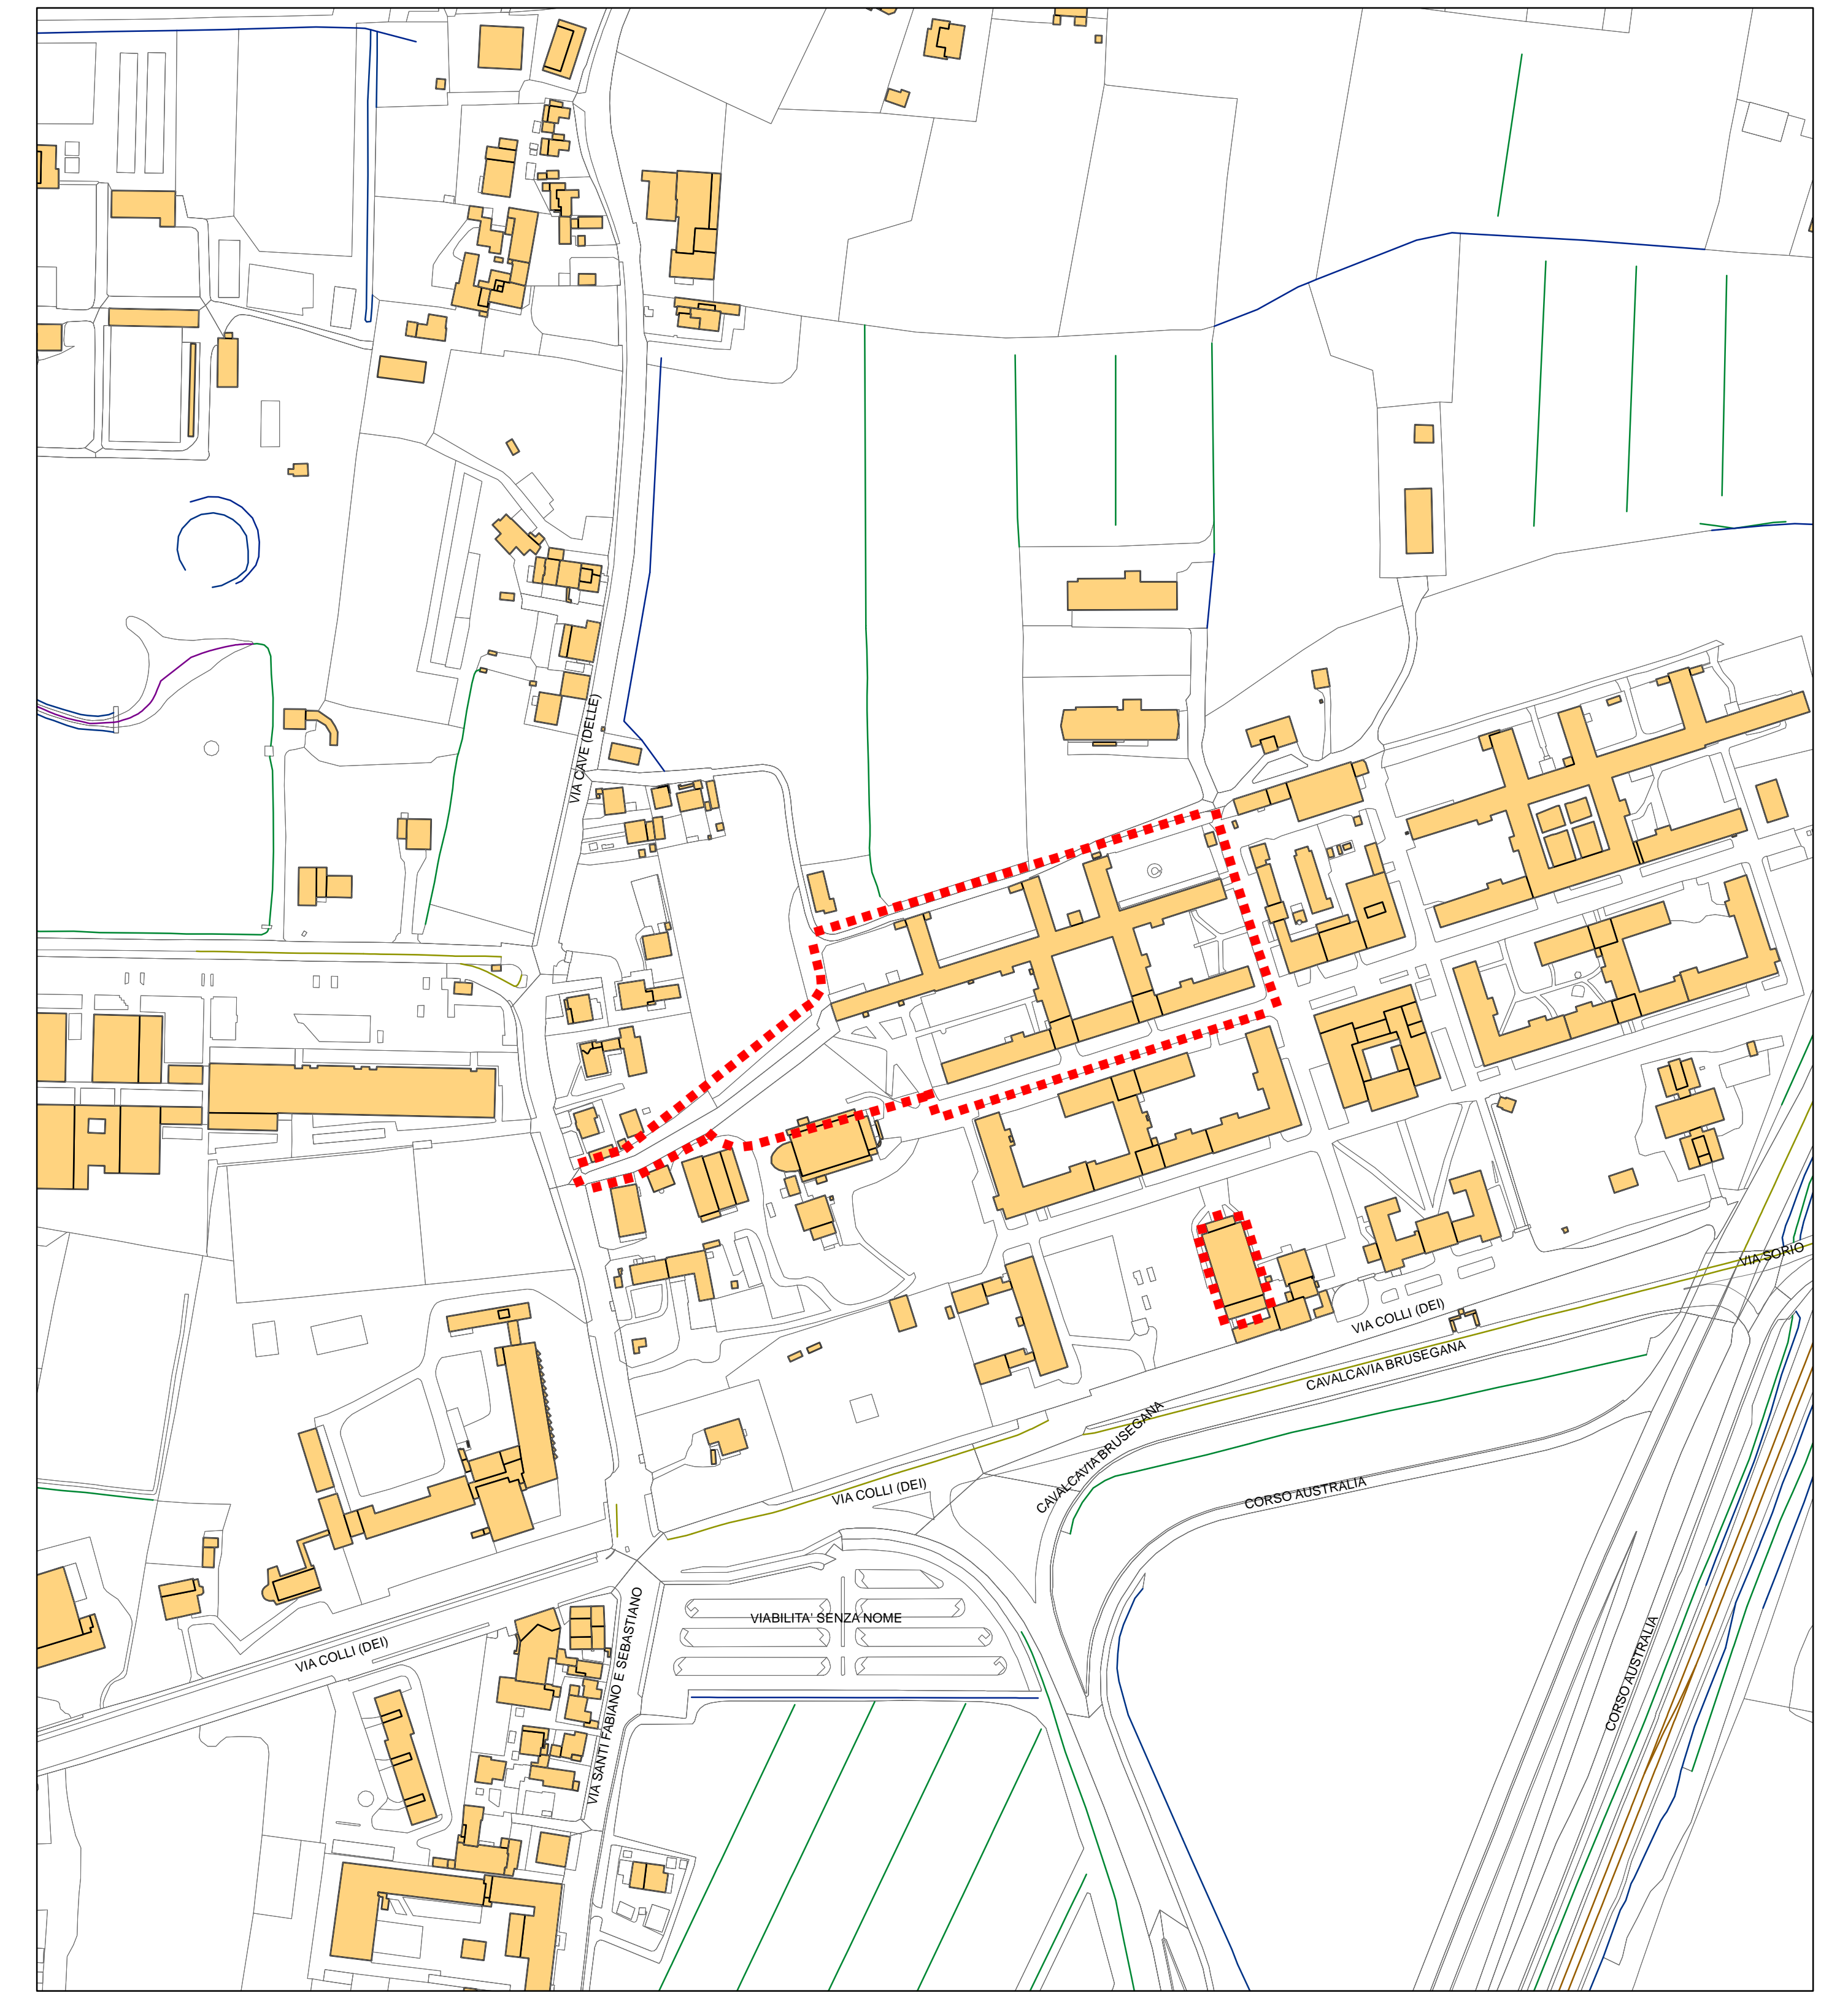 VIA CAVE (DELLE)
VIA SORIO
VIA COLLI (DEI)
CAVALCAVIA BRUSEGANA
CAVALCAVIA BRUSEGANA
VIA COLLI (DEI)
CORSO AUSTRALIA
VIABILITA' SENZA NOME
VIA SANTI FABIANO E SEBASTIANO
VIA COLLI (DEI)
CORSO AUSTRALIA